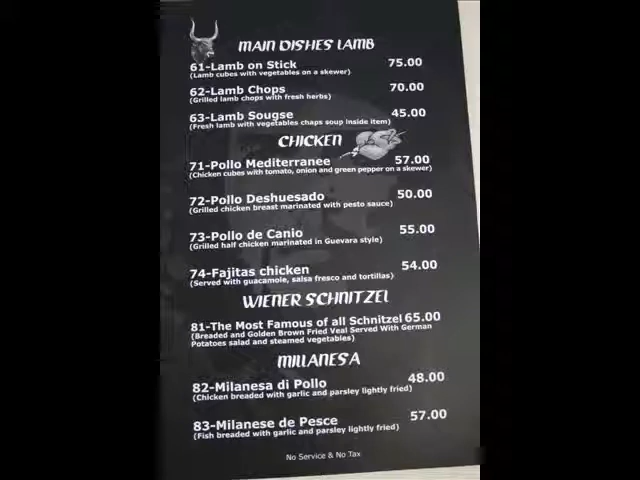 MAIN DISHES LAMB
61-Lamb on Stick 75.00
(Lamb cubes with vegetables on a skewer)
62-Lamb Chops 70.00
(Grilled lamb chops with fresh herbs)
63-Lamb Sougse 45.00
(Fresh lamb with vegetables chaps soup inside item)
CHICKEN
71-Pollo Mediterranee 57.00
(Chicken cubes with tomato, onion and green pepper on a skewer)
72-Pollo Deshuesado 50.00
(Grilled chicken breast marinated with pesto sauce)
73-Pollo de Canio 55.00
(Grilled half chicken marinated in Guevara style)
74-Fajitas chicken 54.00
(Served with guacamole, salsa fresco and tortillas)
WIENER SCHNITZEL
81-The Most Famous of all Schnitzel 65.00
(Breaded and Golden Brown Fried Veal Served With German
Potatoes salad and steamed vegetables)
MILLANESA
82-Milanesa di Pollo 48.00
(Chicken breaded with garlic and parsley lightly fried)
83-Milanese de Pesce 57.00
(Fish breaded with garlic and parsley lightly fried)
No Service & No Tax